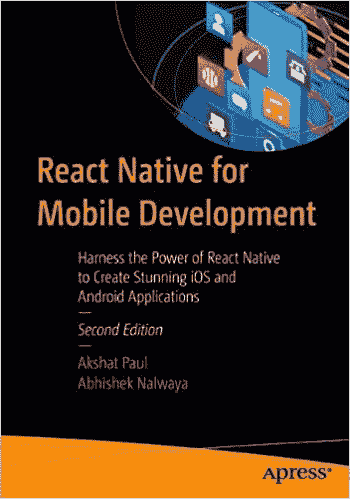 React Native for
Mobile Development
Harness the Power of React Native
to Create Stunning iOS and
Android Applications
—
Second Edition
—
Akshat Paul
Abhishek Nalwaya
Apress®